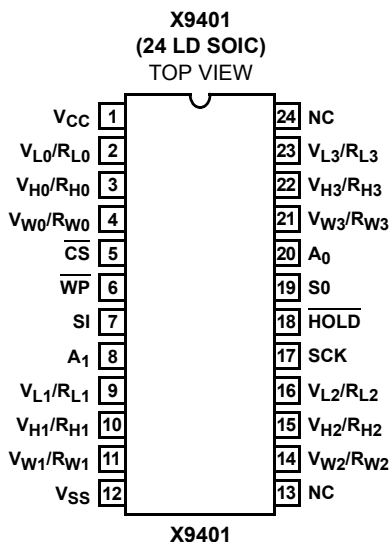 X9401
(24 LD SOIC)
TOP VIEW
VCC 1 24 NC
VL0/RL0 2 23 VL3/RL3
VH0/RH0 3 22 VH3/RH3
VW0/RW0 4 21 VW3/RW3
CS 5 20 A0
WP 6 19 S0
SI 7 18 HOLD
A1 8 17 SCK
VL1/RL1 9 16 VL2/RL2
VH1/RH1 10 15 VH2/RH2
VW1/RW1 11 14 VW2/RW2
VSS 12 13 NC
X9401